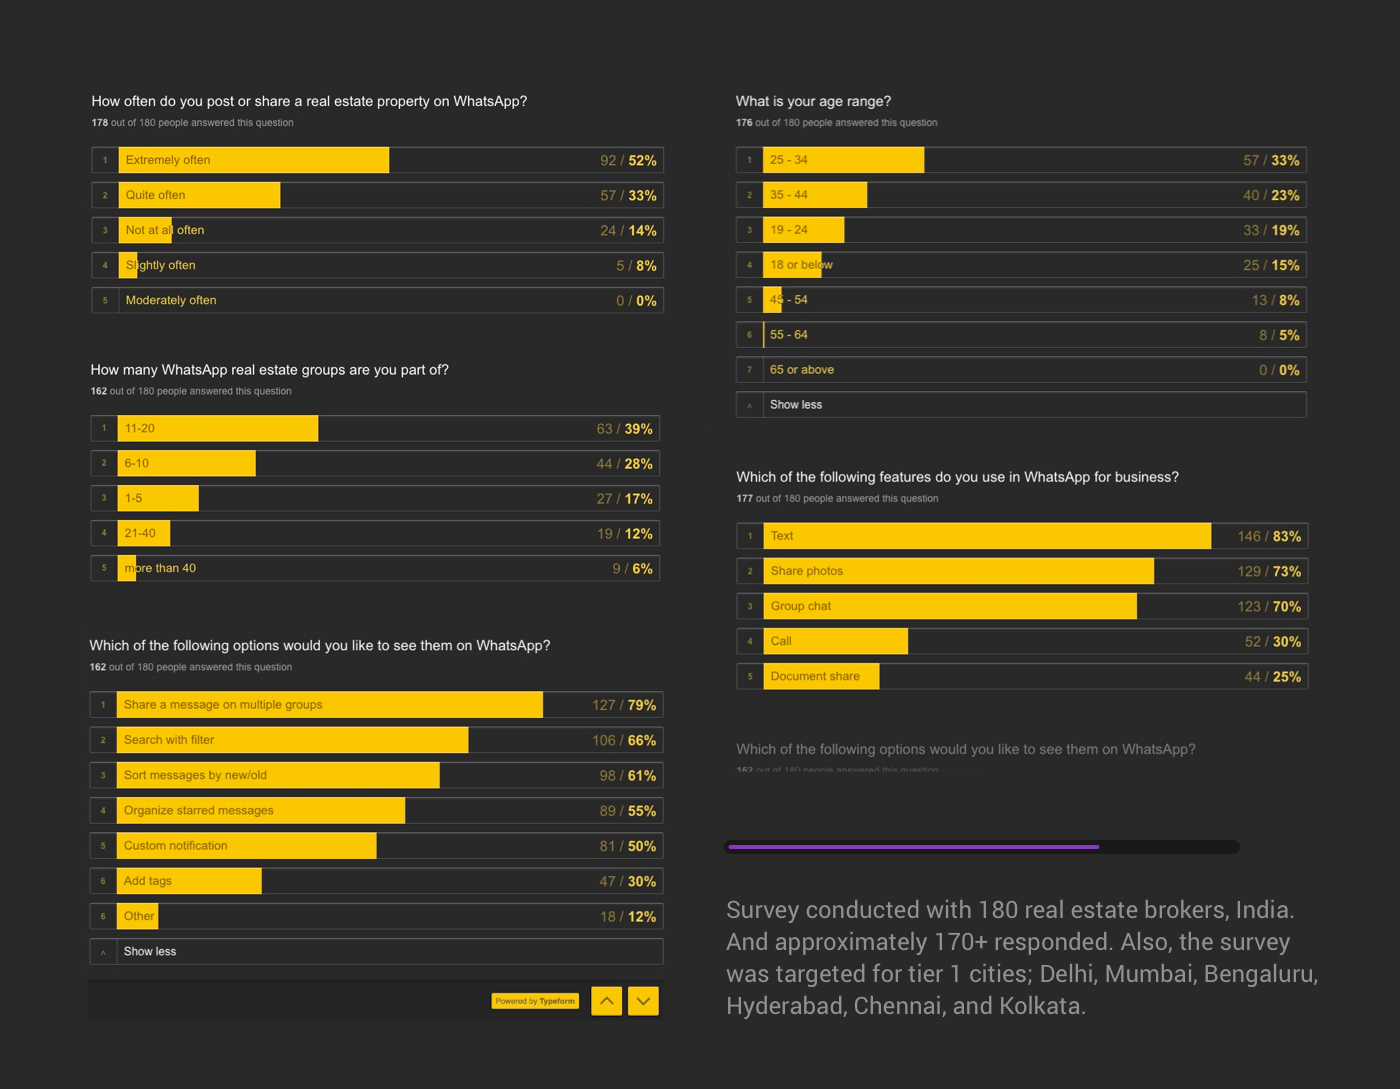 How often do you post or share a real estate property on WhatsApp?
178 out of 180 people answered this question
1 Extremely often 92 / 52%
2 Quite often 57 / 33%
3 Not at all often 24 / 14%
4 Slightly often 5 / 8%
5 Moderately often 0 / 0%
How many WhatsApp real estate groups are you part of?
162 out of 180 people answered this question
1 11-20 63 / 39%
2 6-10 44 / 28%
3 1-5 27 / 17%
4 21-40 19 / 12%
5 more than 40 9 / 6%
Which of the following options would you like to see them on WhatsApp?
162 out of 180 people answered this question
1 Share a message on multiple groups 127 / 79%
2 Search with filter 106 / 66%
3 Sort messages by new/old 98 / 61%
4 Organize starred messages 89 / 55%
5 Custom notification 81 / 50%
6 Add tags 47 / 30%
6 Other 18 / 12%
Show less
Powered by Typeform
What is your age range?
176 out of 180 people answered this question
1 25 - 34 57 / 33%
2 35 - 44 40 / 23%
3 19 - 24 33 / 19%
4 18 or below 25 / 15%
5 45 - 54 13 / 8%
6 55 - 64 8 / 5%
7 65 or above 0 / 0%
Show less
Which of the following features do you use in WhatsApp for business?
177 out of 180 people answered this question
1 Text 146 / 83%
2 Share photos 129 / 73%
3 Group chat 123 / 70%
4 Call 52 / 30%
5 Document share 44 / 25%
Which of the following options would you like to see them on WhatsApp?
162 out of 180 people answered this question
Survey conducted with 180 real estate brokers, India.
And approximately 170+ responded. Also, the survey
was targeted for tier 1 cities; Delhi, Mumbai, Bengaluru,
Hyderabad, Chennai, and Kolkata.